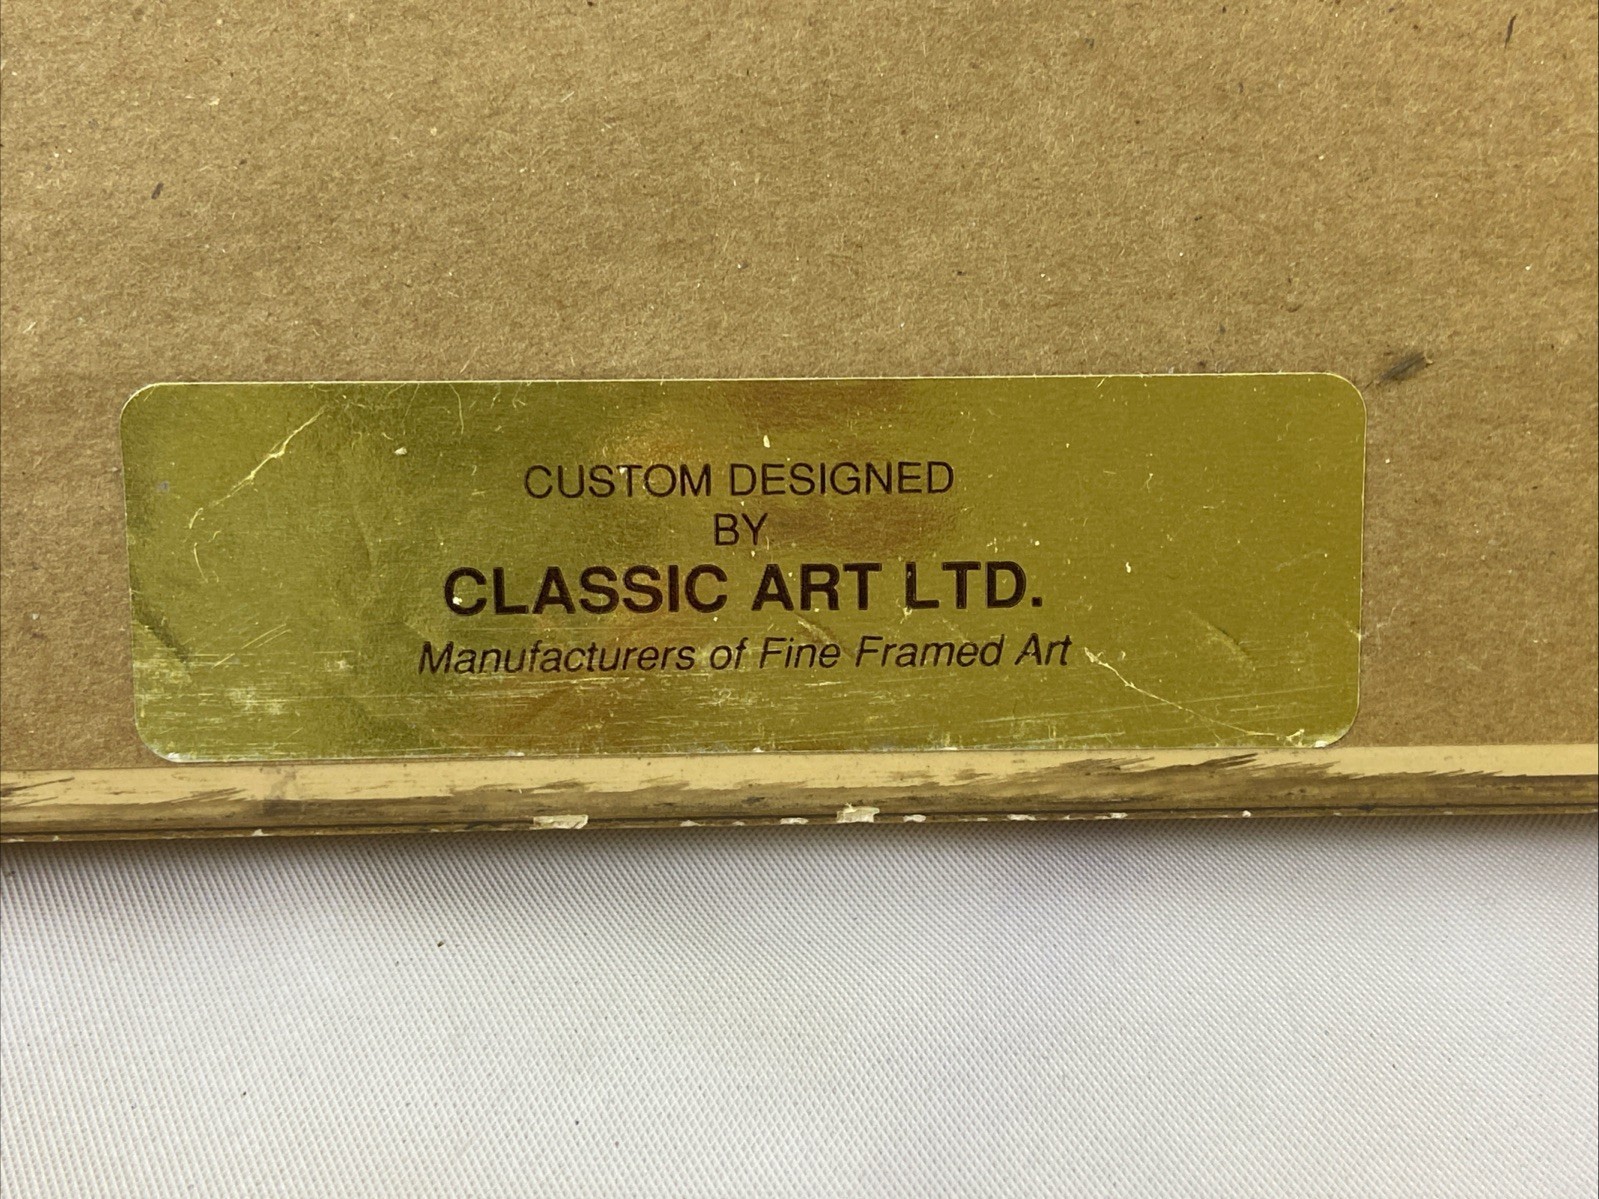 CUSTOM DESIGNED
BY
CLASSIC ART LTD.
Manufacturers of Fine Framed Art